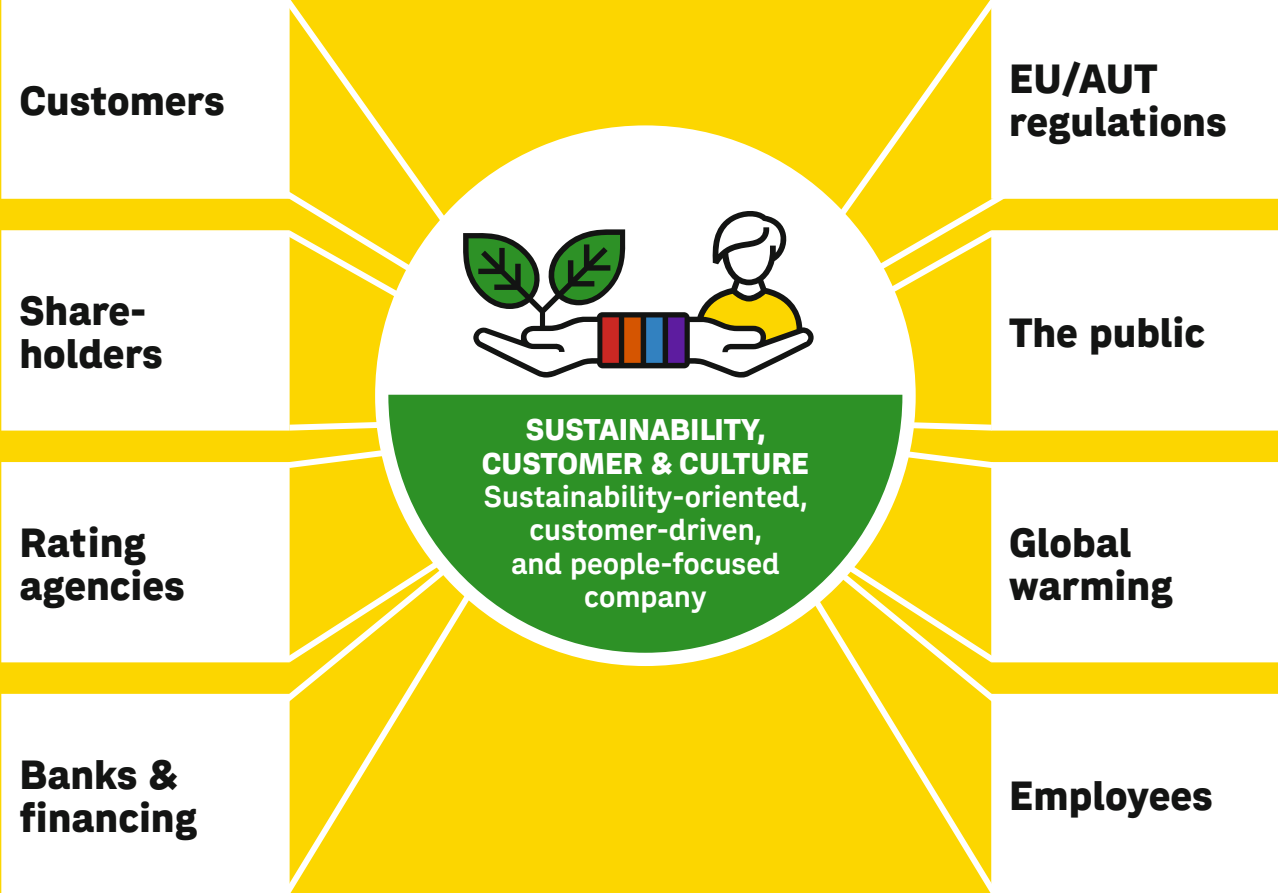 Customers
Share-
holders
Rating
agencies
Banks &
financing
SUSTAINABILITY,
CUSTOMER & CULTURE
Sustainability-oriented,
customer-driven,
and people-focused
company
EU/AUT
regulations
The public
Global
warming
Employees